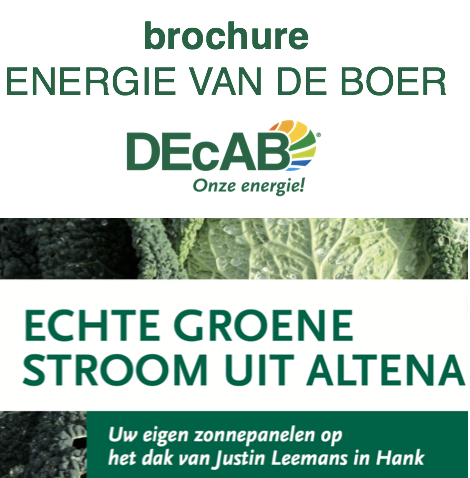 brochure
ENERGIE VAN DE BOER
DEcAB®
Onze energie!
ECHTE GROENE
STROOM UIT ALTENA
Uw eigen zonnepanelen op
het dak van Justin Leemans in Hank